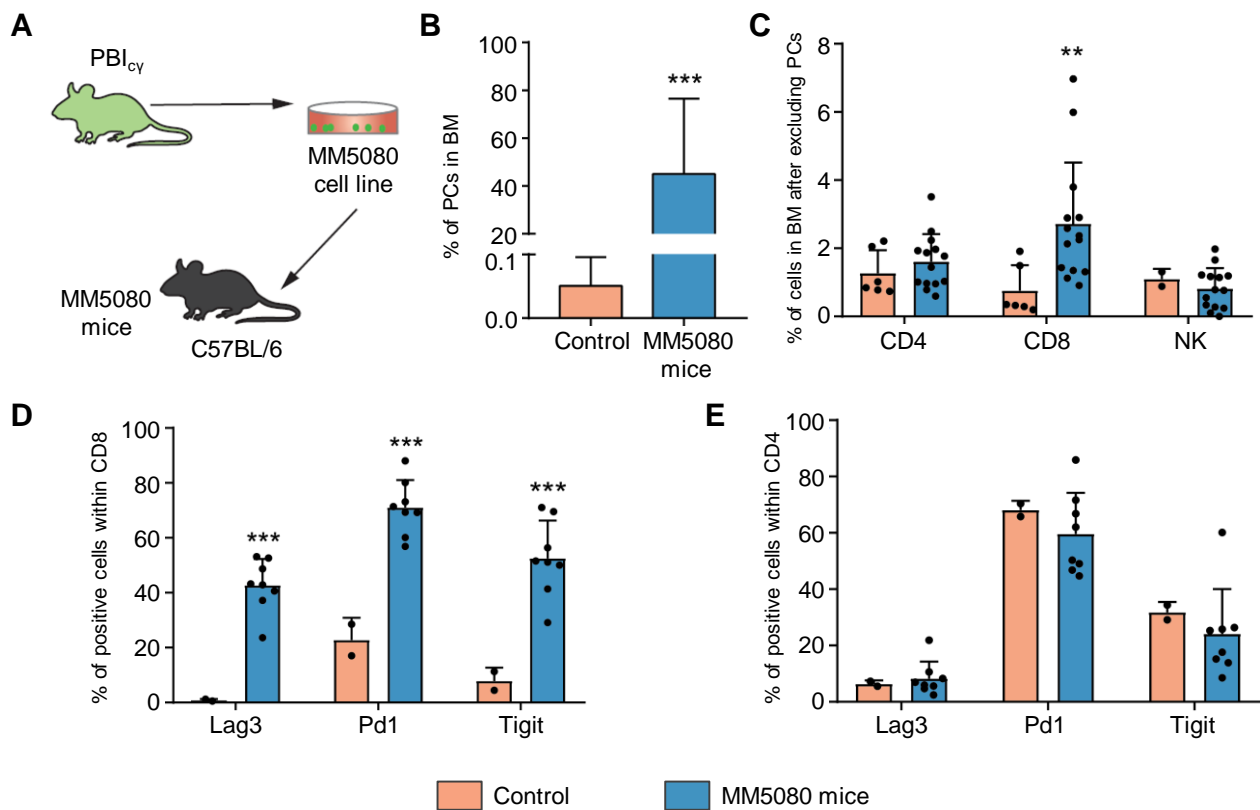 A
PBIcγ
MM5080
cell line
MM5080
mice
C57BL/6
B
% of PCs in BM
100
80
60
40
20
0.1
0.0
***
Control
MM5080
mice
C
% of cells in BM after excluding PCs
8
6
4
2
0
**
CD4
CD8
NK
D
% of positive cells within CD8
100
80
60
40
20
0
***
***
***
Lag3
Pd1
Tigit
E
% of positive cells within CD4
100
80
60
40
20
0
Lag3
Pd1
Tigit
Control
MM5080 mice